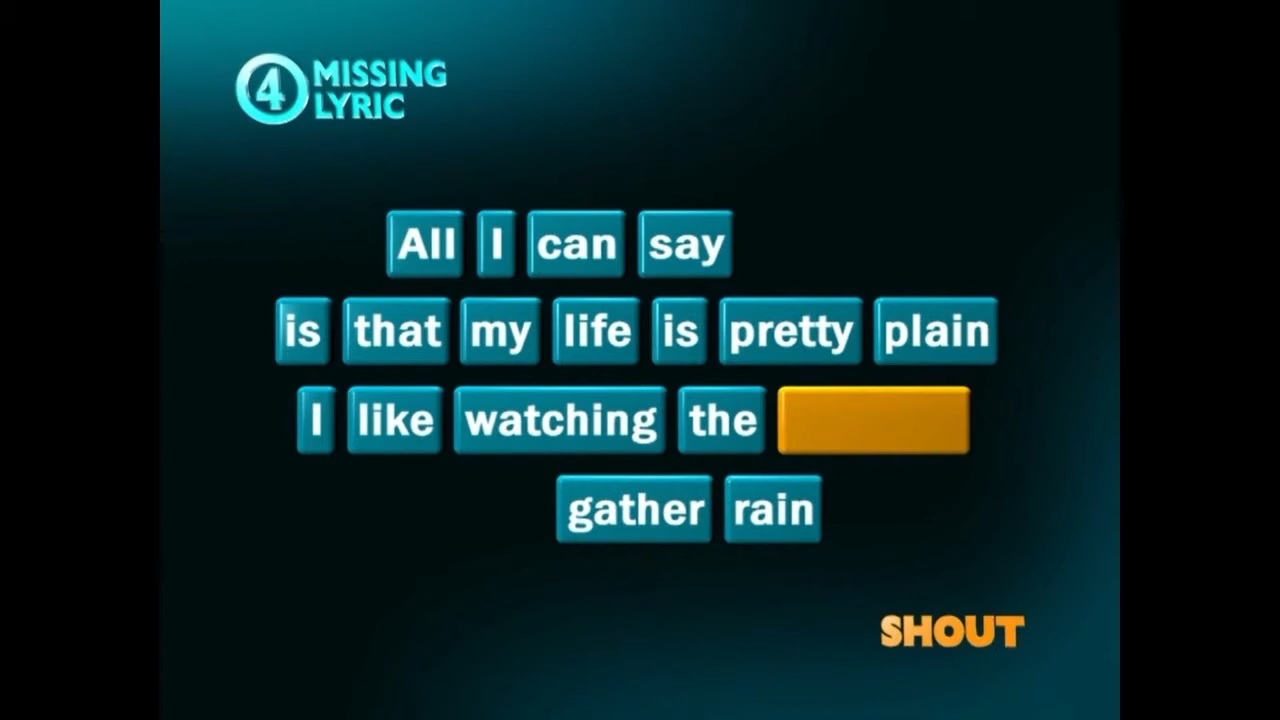 4 MISSING
LYRIC
All I can say
is that my life is pretty plain
I like watching the
gather rain
SHOUT